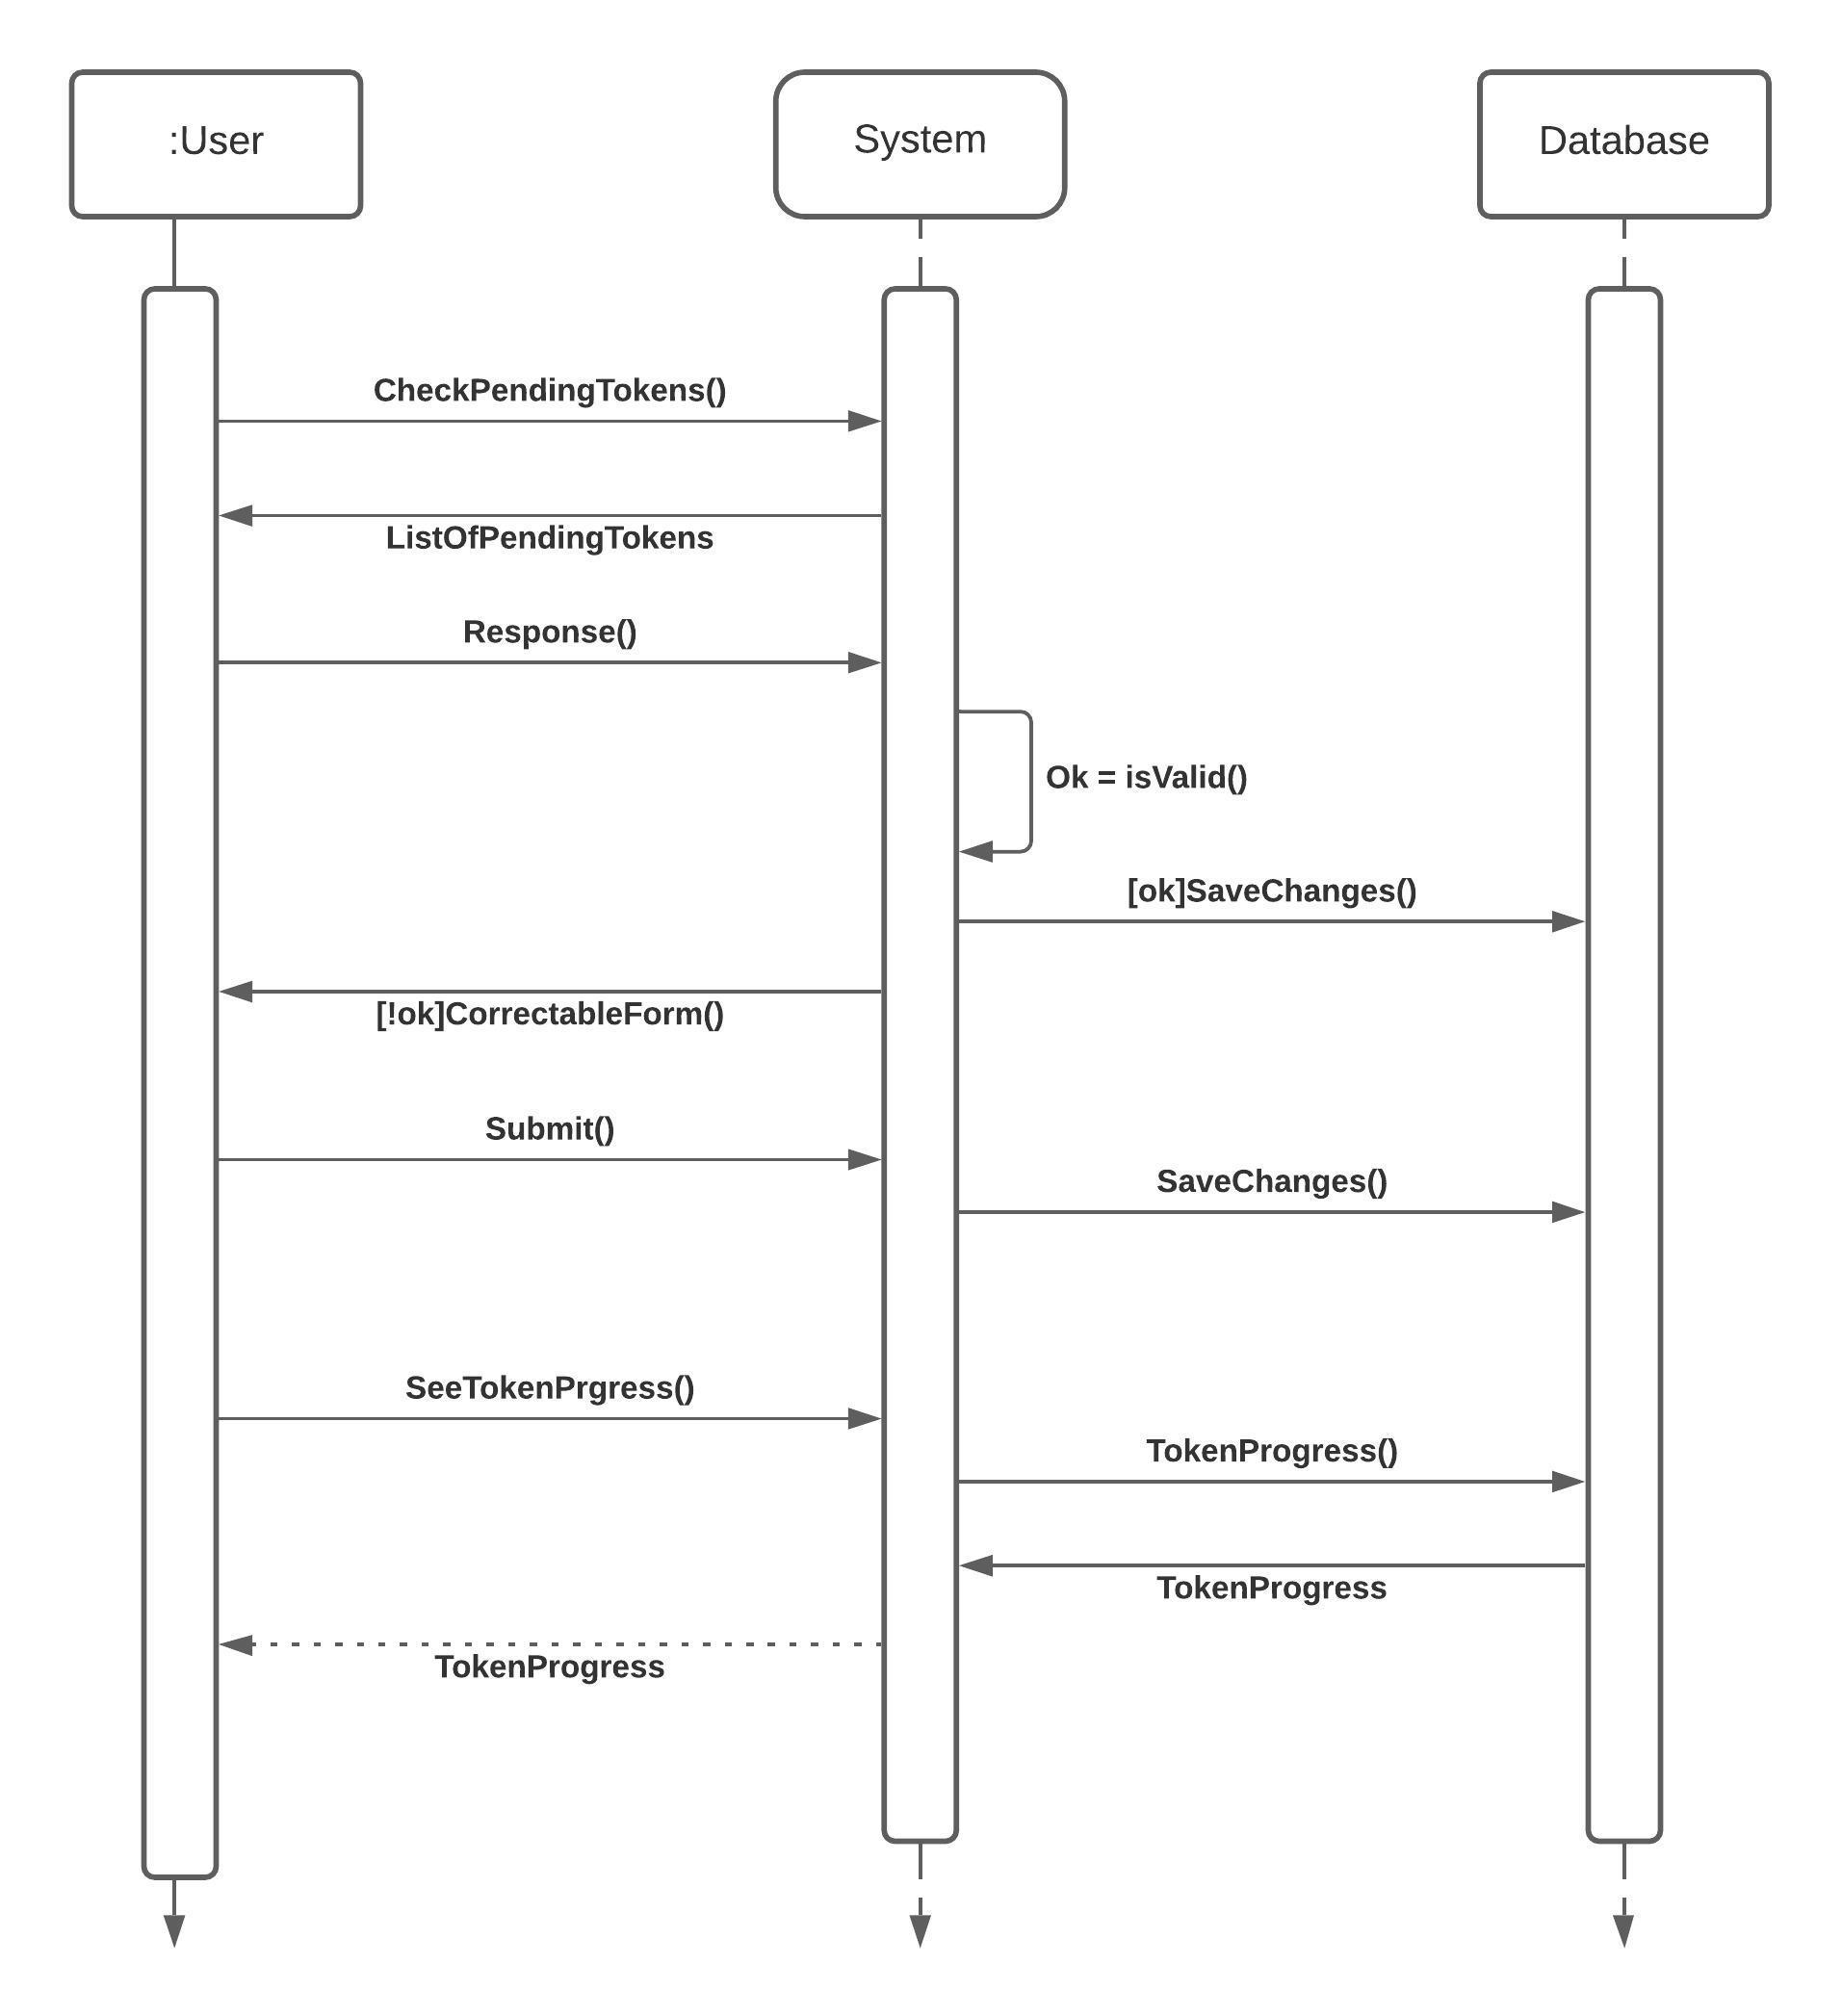 :User
System
Database
CheckPendingTokens()
ListOfPendingTokens
Response()
Ok = isValid()
[ok]SaveChanges()
[!ok]CorrectableForm()
Submit()
SaveChanges()
SeeTokenPrgress()
TokenProgress()
TokenProgress
TokenProgress